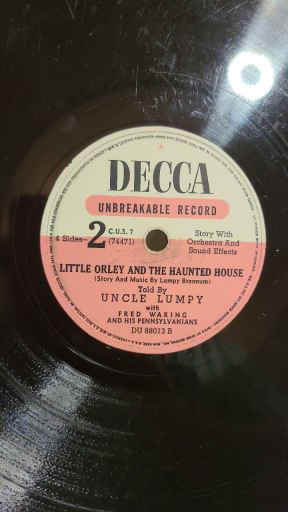 DECCA
UNBREAKABLE RECORD
6 Sides-2
C.U.S. 7
(74471)
Story With
Orchestra And
Sound Effects
LITTLE ORLEY AND THE HAUNTED HOUSE
(Story And Music By Lumpy Brannum)
Told By
UNCLE LUMPY
with
FRED WARING
AND HIS PENNSYLVANIANS
DU 88013 B